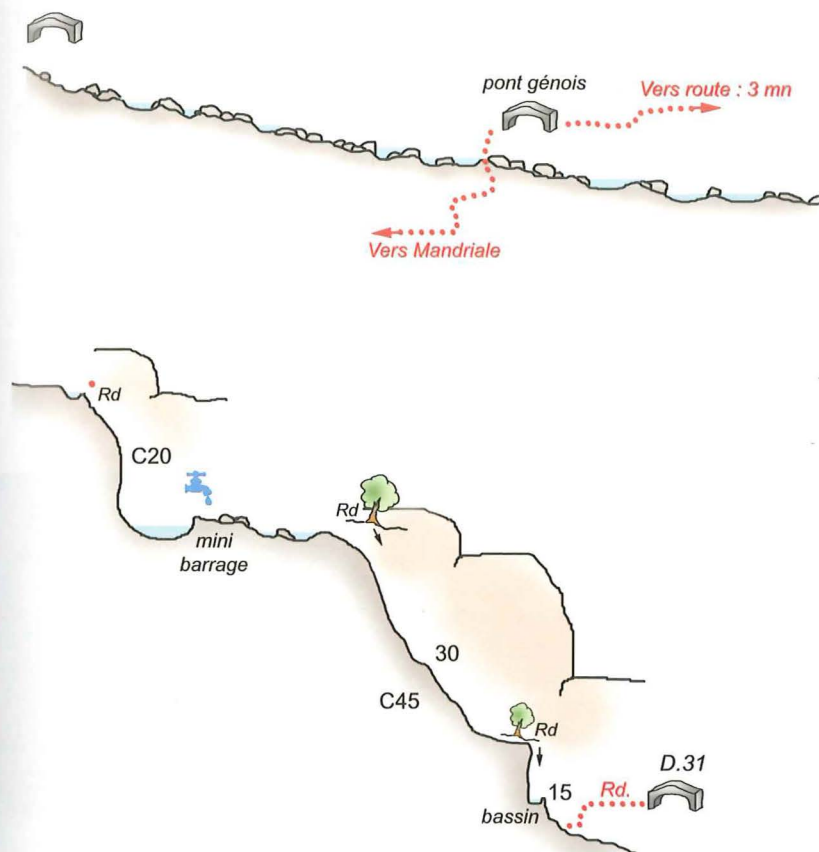 pont génois
Vers route : 3 mn
Vers Mandriale
Rd
C20
Rd
mini
barrage
30
C45
Rd
D.31
15
Rd.
bassin